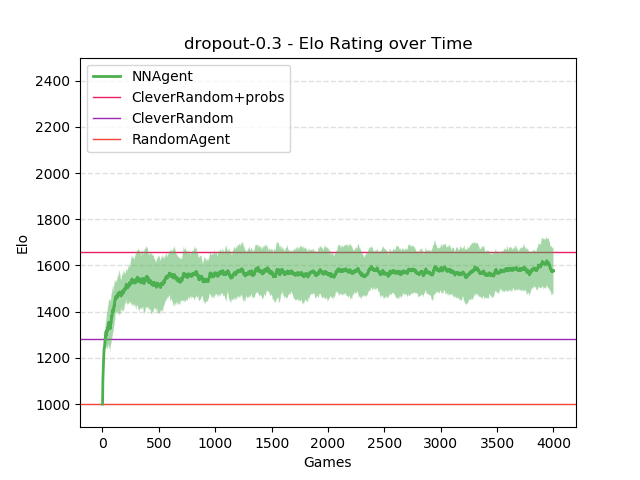 dropout-0.3 - Elo Rating over Time
NNAgent
CleverRandom+probs
CleverRandom
RandomAgent
2400
2200
2000
1800
1600
1400
1200
1000
Elo
0 500 1000 1500 2000 2500 3000 3500 4000
Games